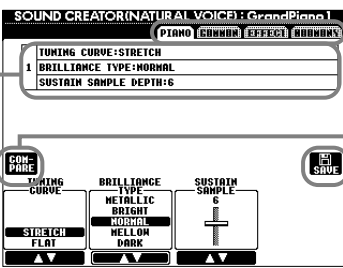 SOUND CREATOR(NATURAL VOICE) : GrandPiano1
PIANO COMMON EFFECT HARMONY
TUNING CURVE:STRETCH
1 BRILLIANCE TYPE:NORMAL
SUSTAIN SAMPLE DEPTH:6
COM-
PARE
SAVE
TUNING BRILLIANCE SUSTAIN
CURVE TYPE SAMPLE
METALLIC 6
BRIGHT
NORMAL
STRETCH MELLOW
FLAT DARK